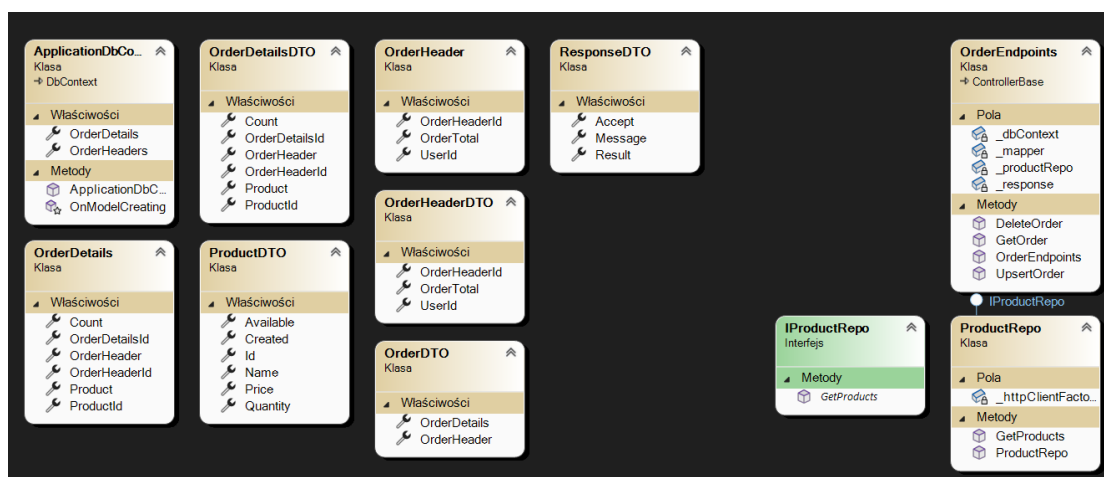 ApplicationDbCo...
Klasa
DbContext
Właściwości
OrderDetails
OrderHeaders
Metody
ApplicationDbC...
OnModelCreating
OrderDetailsDTO
Klasa
Właściwości
Count
OrderDetailsId
OrderHeader
OrderHeaderId
Product
ProductId
OrderHeader
Klasa
Właściwości
OrderHeaderId
OrderTotal
UserId
ResponseDTO
Klasa
Właściwości
Accept
Message
Result
OrderEndpoints
Klasa
ControllerBase
Pola
_dbContext
_mapper
_productRepo
_response
Metody
DeleteOrder
GetOrder
OrderEndpoints
UpsertOrder
OrderHeaderDTO
Klasa
Właściwości
OrderHeaderId
OrderTotal
UserId
OrderDetails
Klasa
Właściwości
Count
OrderDetailsId
OrderHeader
OrderHeaderId
Product
ProductId
ProductDTO
Klasa
Właściwości
Available
Created
Id
Name
Price
Quantity
OrderDTO
Klasa
Właściwości
OrderDetails
OrderHeader
IProductRepo
Interfejs
Metody
GetProducts
IProductRepo
ProductRepo
Klasa
Pola
_httpClientFacto...
Metody
GetProducts
ProductRepo